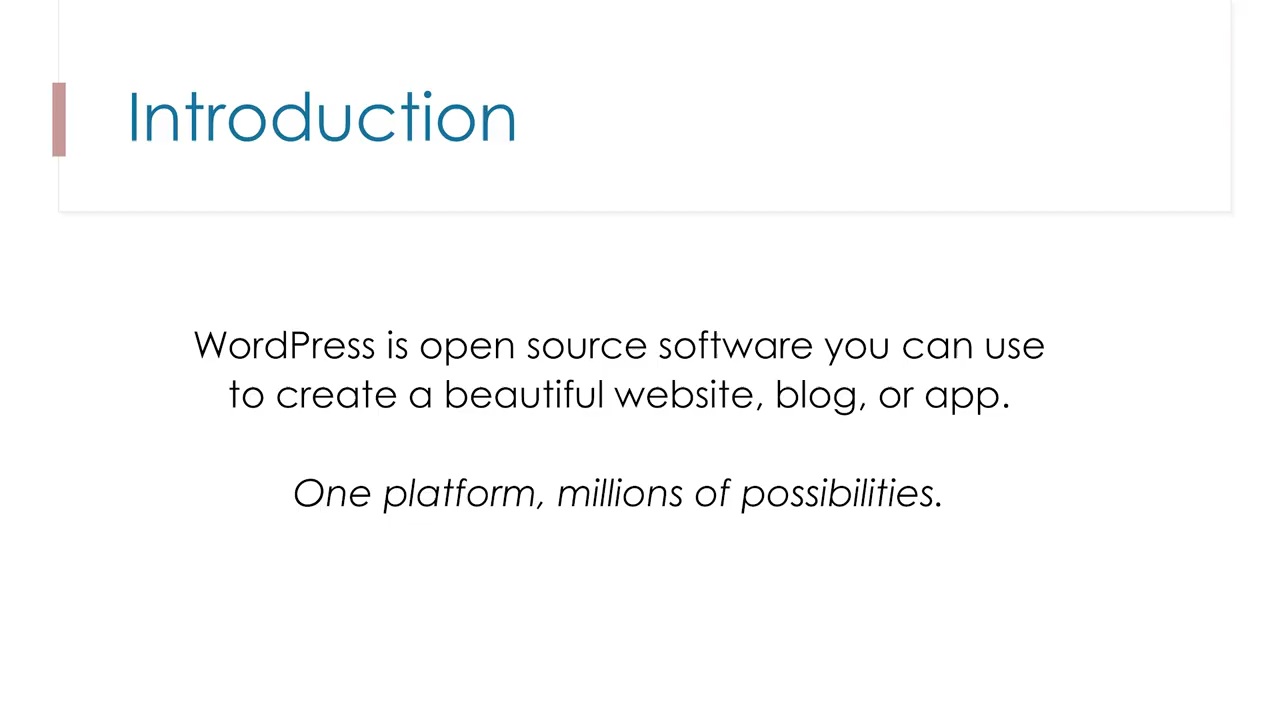 Introduction
WordPress is open source software you can use
to create a beautiful website, blog, or app.
One platform, millions of possibilities.